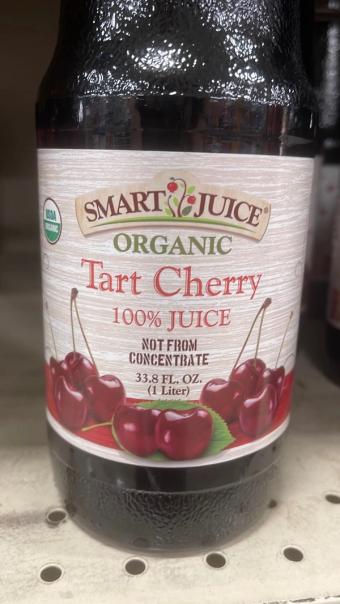 SMART JUICE
USDA
ORGANIC
ORGANIC
Tart Cherry
100% JUICE
NOT FROM
CONCENTRATE
33.8 FL. OZ.
(1 Liter)